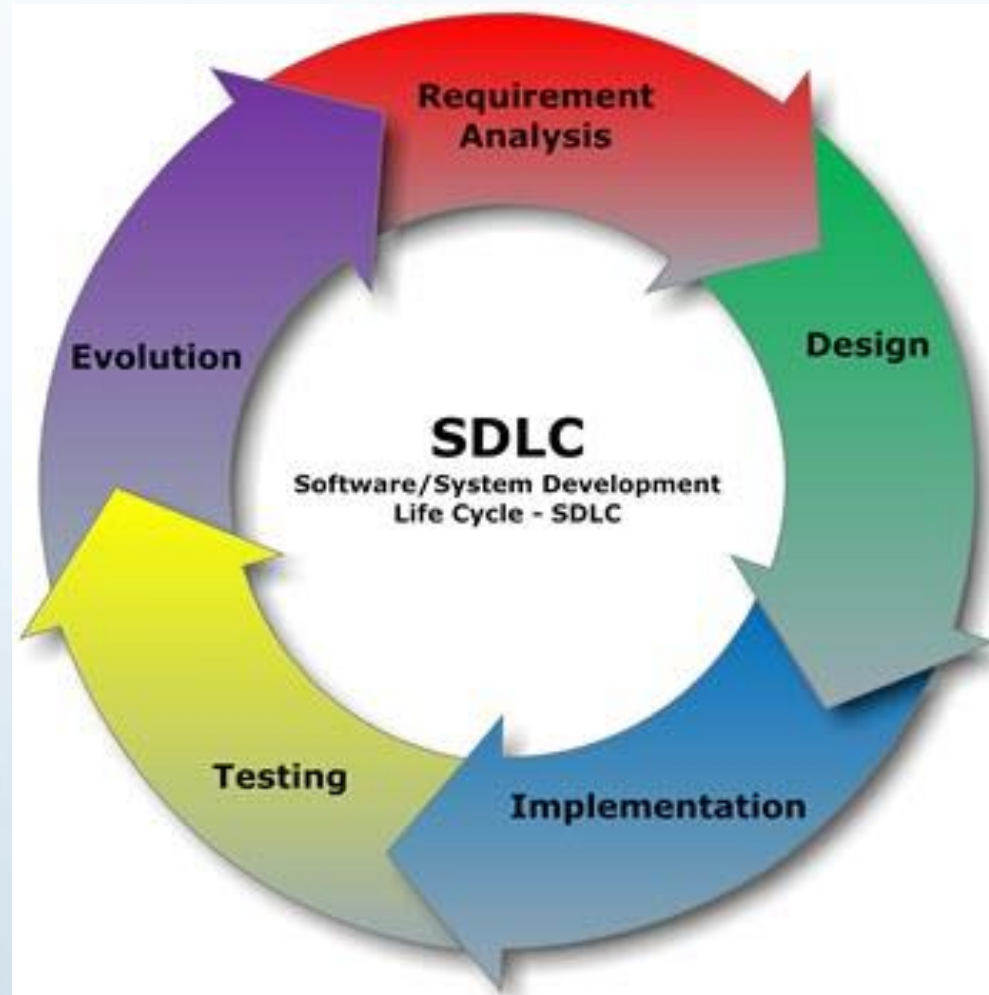 Requirement
Analysis
Design
Evolution
SDLC
Software/System Development
Life Cycle - SDLC
Testing
Implementation